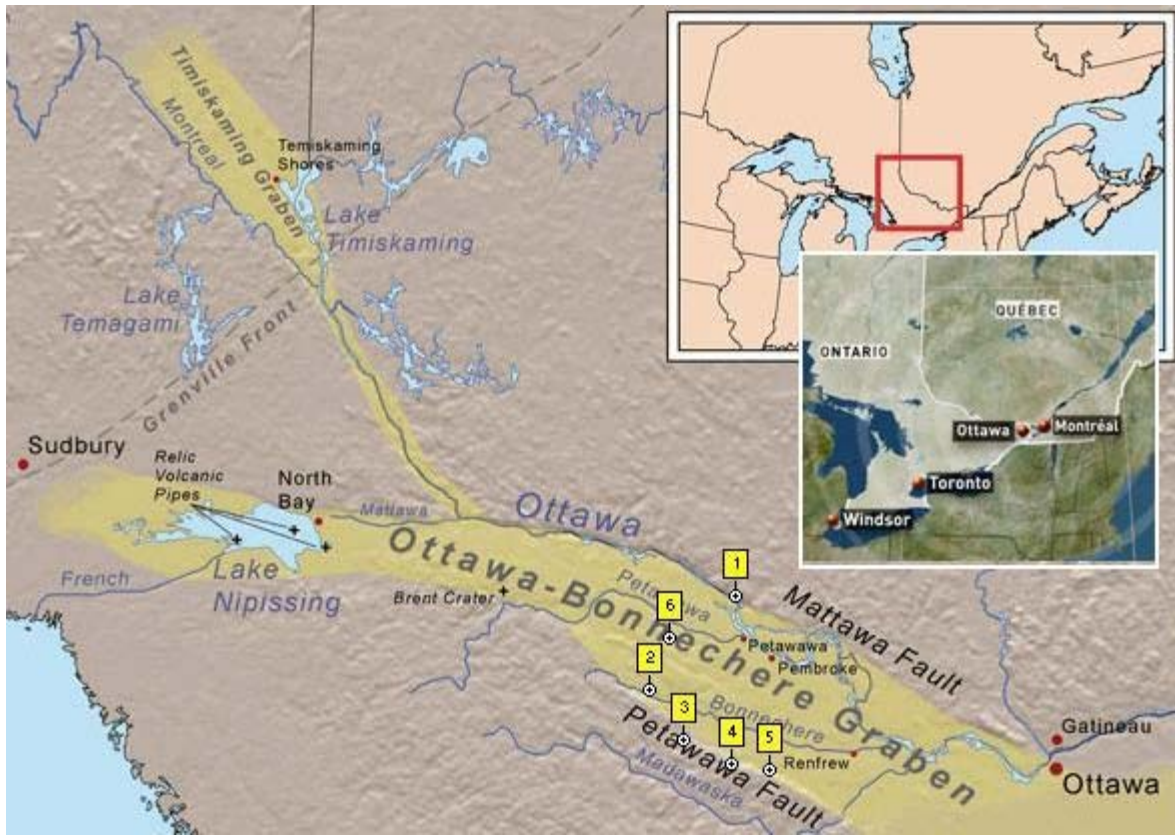 Timiskaming Graben
Montreal
Temiskaming
Shores
Lake
Timiskaming
Lake
Temagami
Grenville Front
Sudbury
Relic
Volcanic
Pipes
North
Bay
Mattawa
Ottawa
French
Lake
Nipissing
Brent Crater
Ottawa-Bonnechere Graben
Mattawa Fault
1
6
Petawawa
Petawawa
Pembroke
2
3
Bonnechere
4
5
Renfrew
Petawawa Fault
Madawaska
Gatineau
Ottawa
QUÉBEC
ONTARIO
Ottawa
Montréal
Toronto
Windsor